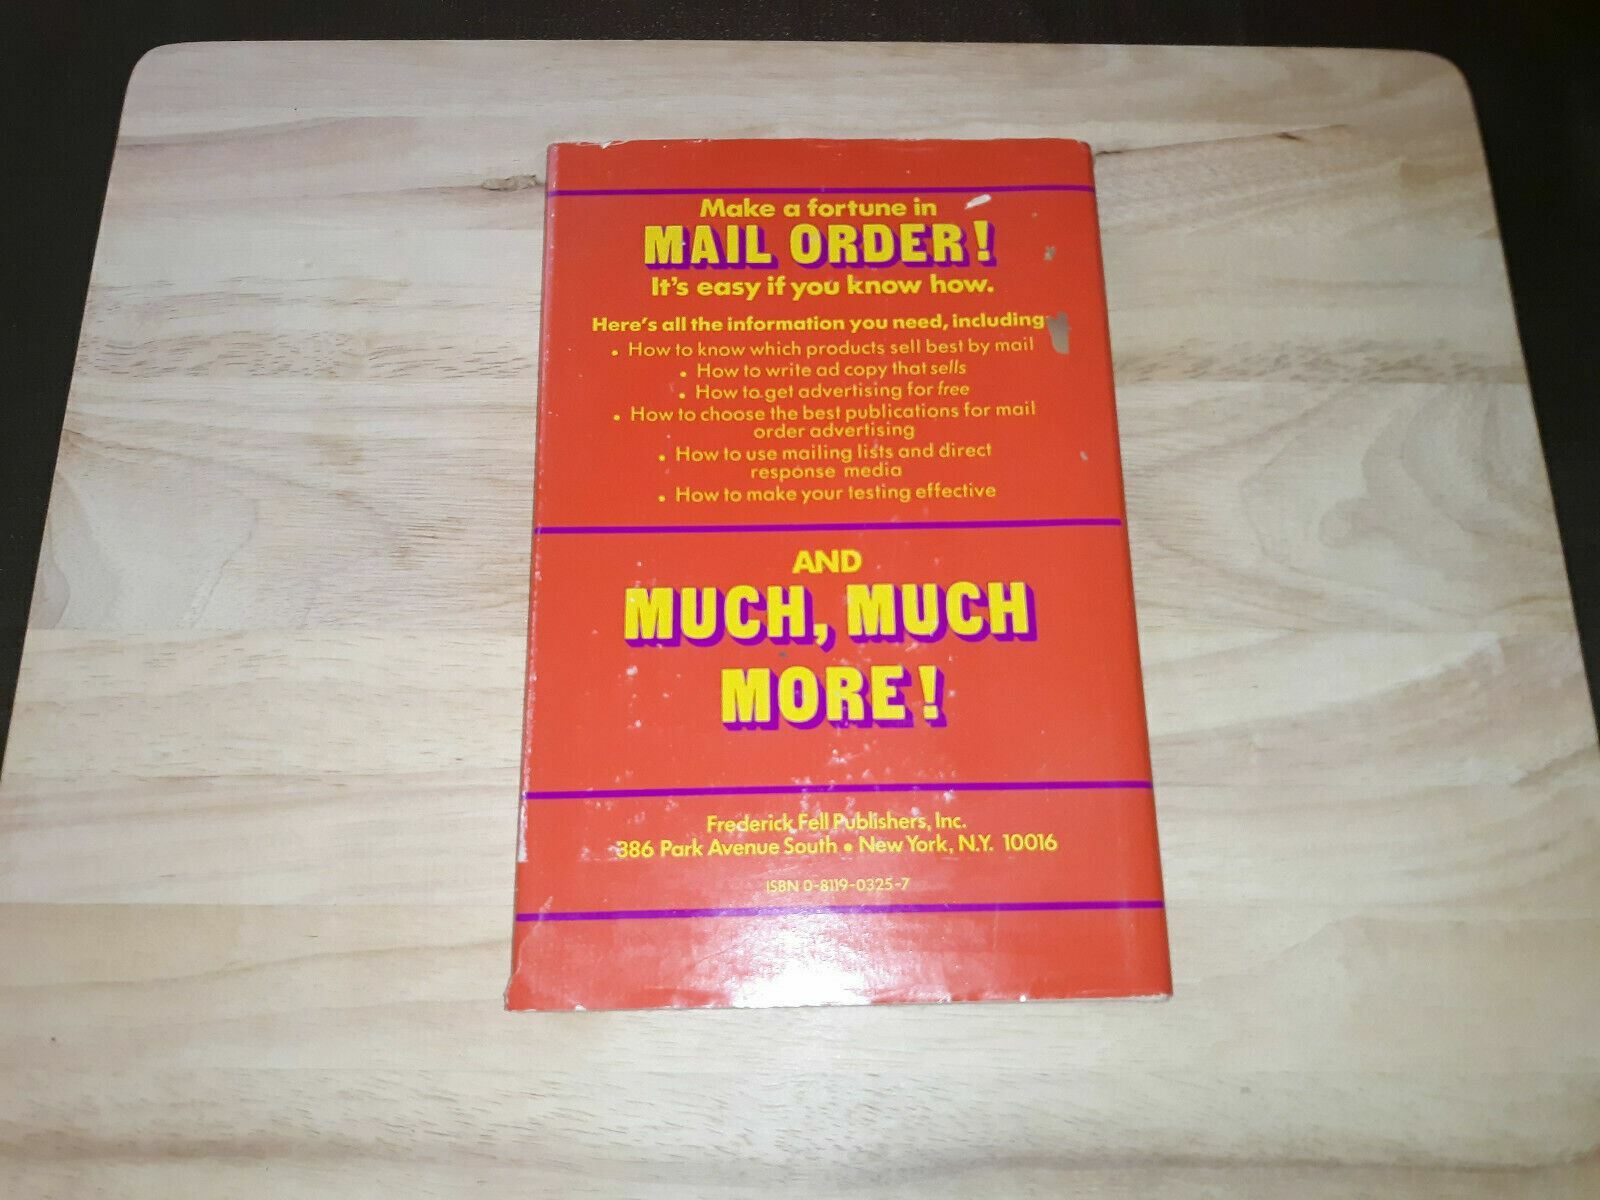 Make a fortune in
MAIL ORDER!
It's easy if you know how.
Here's all the information you need, including:
• How to know which products sell best by mail
• How to write ad copy that sells
• How to get advertising for free
• How to choose the best publications for mail
order advertising
• How to use mailing lists and direct
response media
• How to make your testing effective
AND
MUCH, MUCH
MORE!
Frederick Fell Publishers, Inc.
386 Park Avenue South • New York, N.Y. 10016
ISBN 0-8119-0325-7